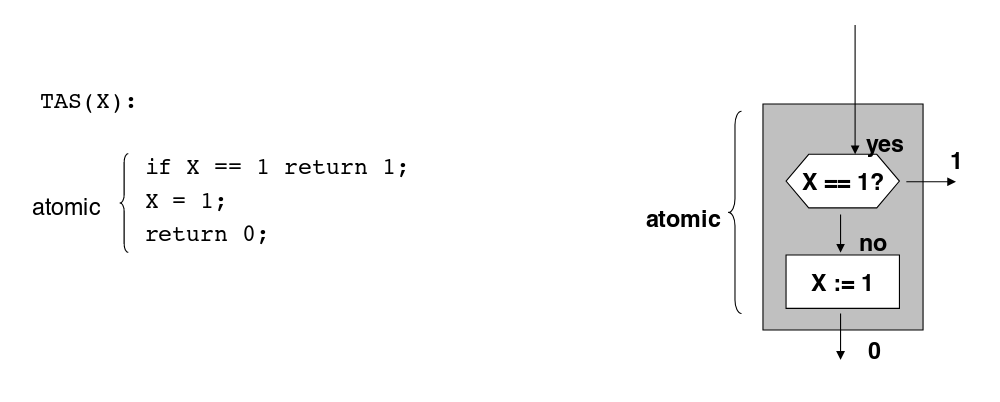 TAS(X):
atomic
if X == 1 return 1;
X = 1;
return 0;
yes
1
X == 1?
atomic
no
X := 1
0